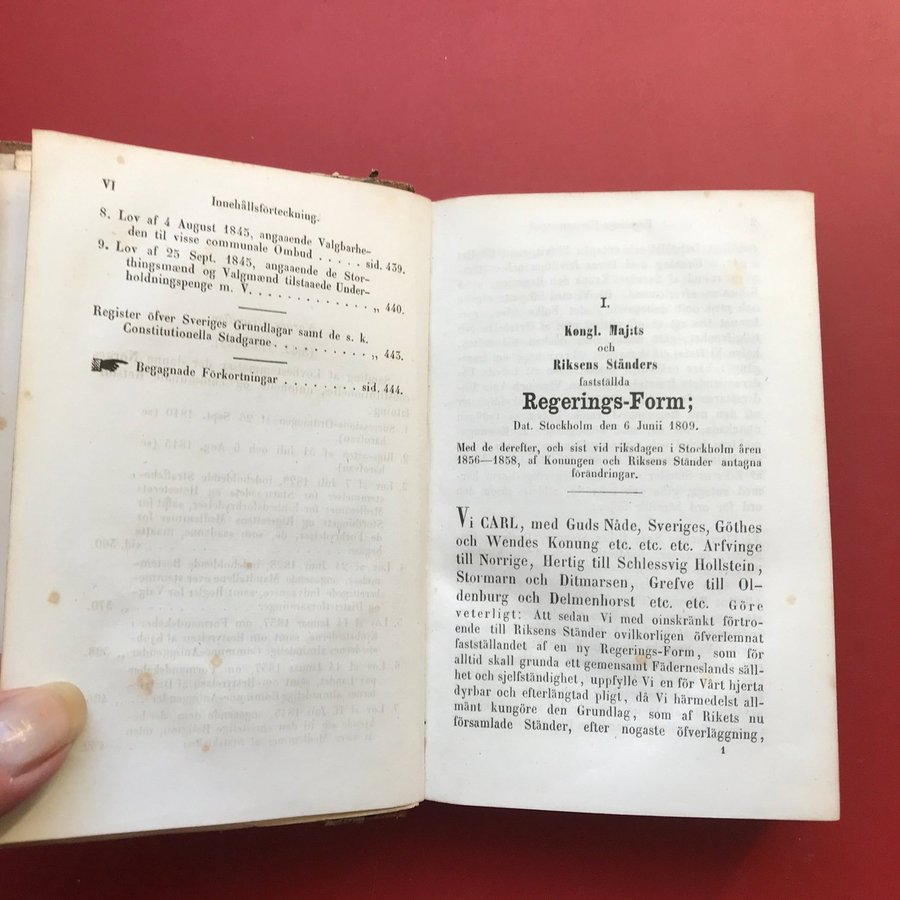 VI
Innehållsförteckning.
8. Lov af 4 August 1845, angaaende Valgbarhe-
den til visse communale Ombud . . . . . sid. 439.
9. Lov af 25 Sept. 1845, angaaende de Stor-
thingsmænd og Valgmænd tilstaaede Under-
holdningspenge m. V. . . . . . . . . . . . . „ 440.
Register öfver Sveriges Grundlagar samt de s. k.
Constitutionella Stadgarne. . . . . . . . . . . „ 443.
Begagnade Förkortningar . . . . . . . . sid. 444.
I.
Kongl. Maj:ts
och
Riksens Ständers
fastställda
Regerings-Form;
Dat. Stockholm den 6 Junii 1809.
Med de derefter, och sist vid riksdagen i Stockholm åren
1856—1858, af Konungen och Riksens Ständer antagna
förändringar.
Vi CARL, med Guds Nåde, Sveriges, Göthes
och Wendes Konung etc. etc. etc. Arfvinge
till Norrige, Hertig till Schlessvig Hollstein,
Stormarn och Ditmarsen, Grefve till Ol-
denburg och Delmenhorst etc. etc. Göre
veterligt: Att sedan Vi med oinskränkt förtro-
ende till Riksens Ständer ovilkorligen öfverlemnat
fastställandet af en ny Regerings-Form, som för
alltid skall grunda ett gemensamt Fäderneslands säll-
het och sjelfständighet, uppfylle Vi en för Vårt hjerta
dyrbar och efterlängtad pligt, då Vi härmedelst all-
mänt kungöre den Grundlag, som af Rikets nu
församlade Ständer, efter nogaste öfverläggning,
1